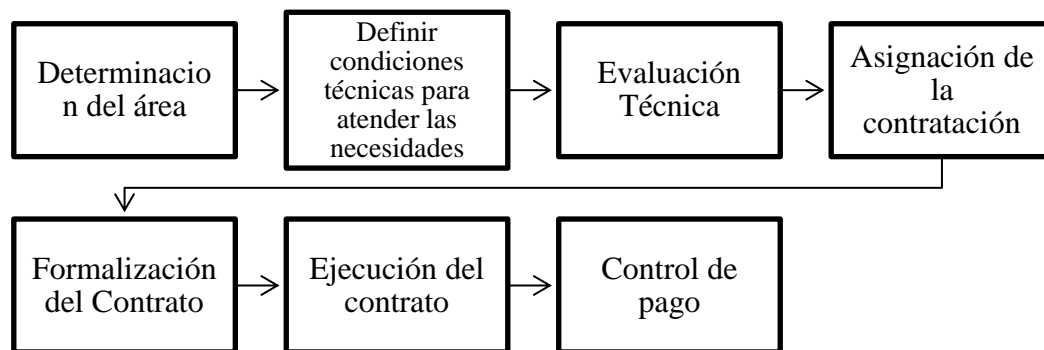 Determinacio
n del área
Definir
condiciones
técnicas para
atender las
necesidades
Evaluación
Técnica
Asignación de
la
contratación
Formalización
del Contrato
Ejecución del
contrato
Control de
pago